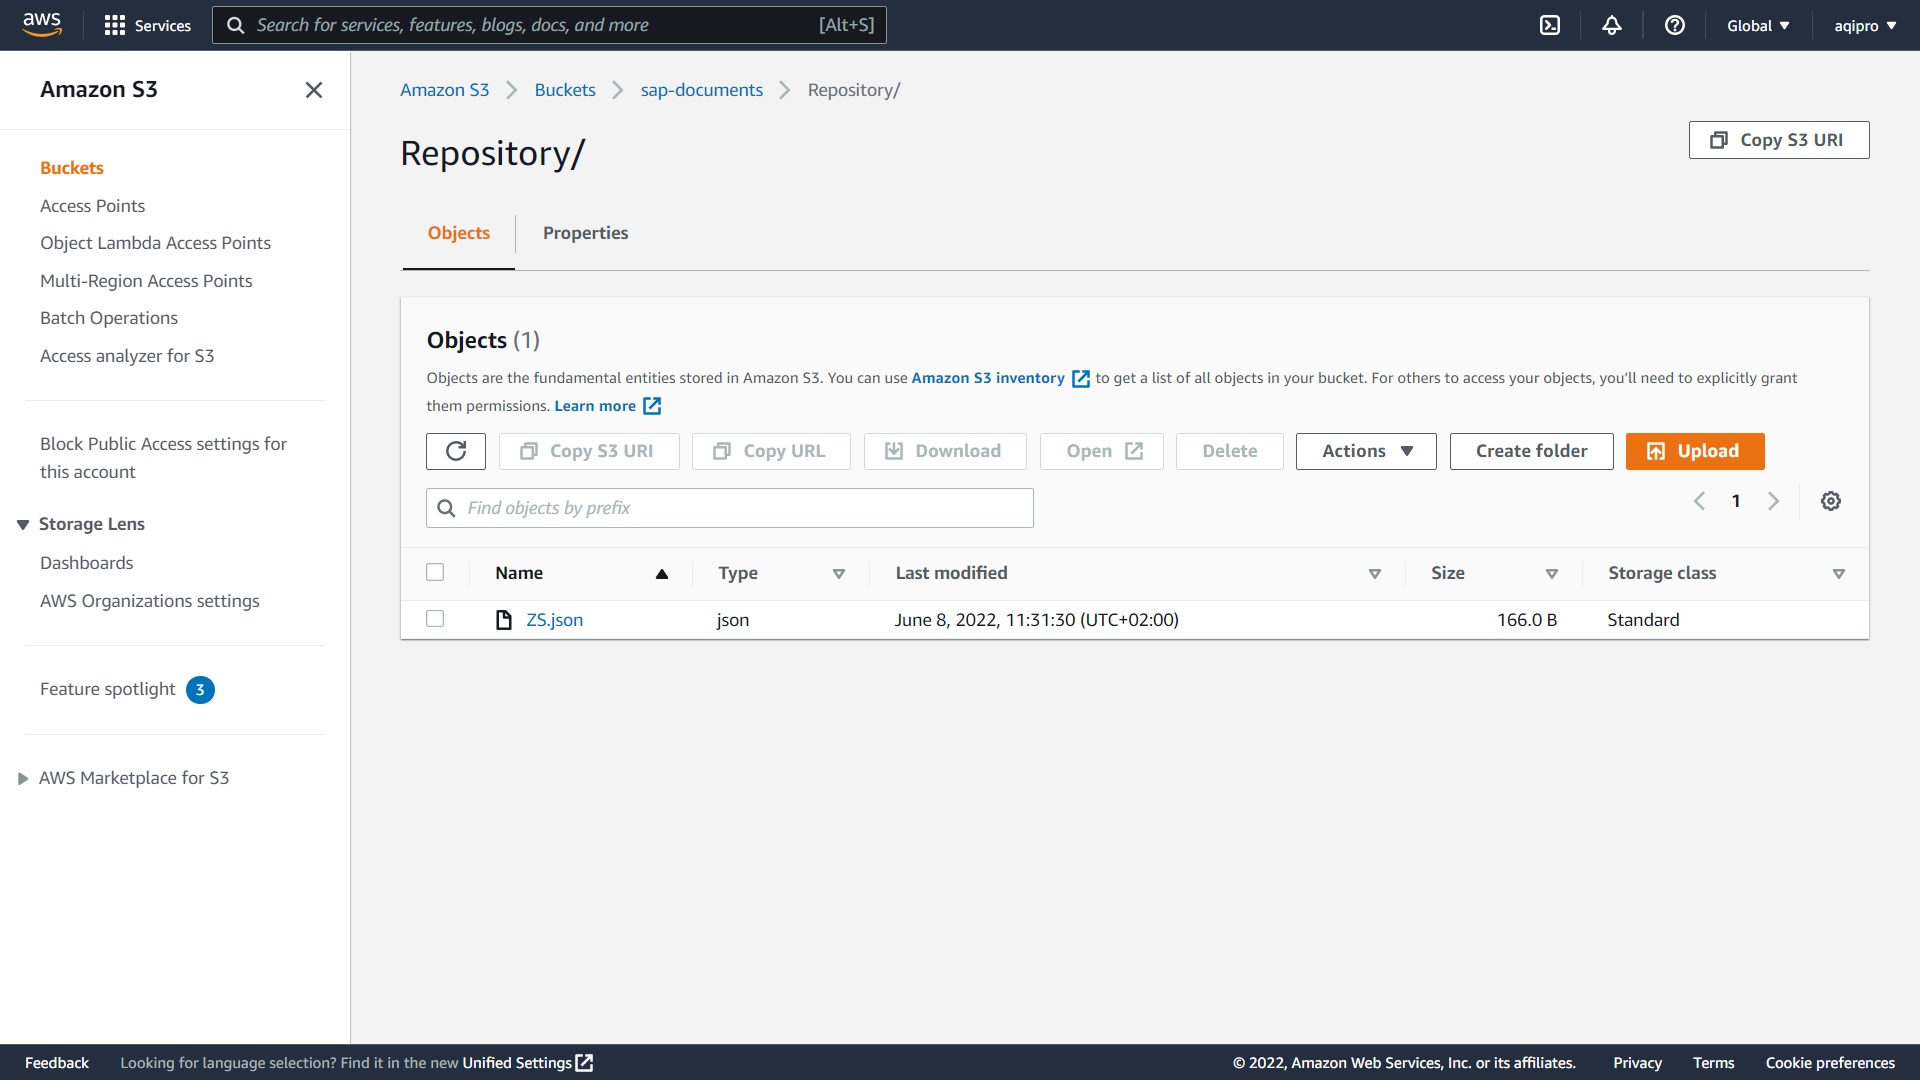 aws
Services
Search for services, features, blogs, docs, and more [Alt+S]
Global
aqipro
Amazon S3
Buckets
Access Points
Object Lambda Access Points
Multi-Region Access Points
Batch Operations
Access analyzer for S3
Block Public Access settings for
this account
Storage Lens
Dashboards
AWS Organizations settings
Feature spotlight 3
AWS Marketplace for S3
Amazon S3 Buckets sap-documents Repository/
Repository/
Copy S3 URI
Objects Properties
Objects (1)
Objects are the fundamental entities stored in Amazon S3. You can use Amazon S3 inventory to get a list of all objects in your bucket. For others to access your objects, you'll need to explicitly grant
them permissions. Learn more
Copy S3 URI Copy URL Download Open Delete Actions Create folder Upload
Find objects by prefix
1
Name Type Last modified Size Storage class
ZS.json json June 8, 2022, 11:31:30 (UTC+02:00) 166.0 B Standard
Feedback Looking for language selection? Find it in the new Unified Settings © 2022, Amazon Web Services, Inc. or its affiliates. Privacy Terms Cookie preferences